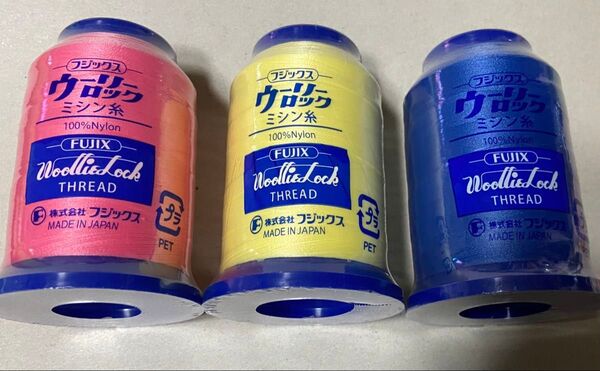 フジックス
ウーリー
ロック
ミシン糸
100%Nylon
FUJIX
WoollieLock
THREAD
株式会社 フジックス
MADE IN JAPAN
プラ
PET
フジックス
ウーリー
ロック
ミシン糸
100%Nylon
FUJIX
WoollieLock
THREAD
株式会社 フジックス
MADE IN JAPAN
プラ
PET
フジックス
ウーリー
ロック
ミシン糸
100%Nylon
FUJIX
WoollieLock
THREAD
株式会社 フジックス
MADE IN JAPAN